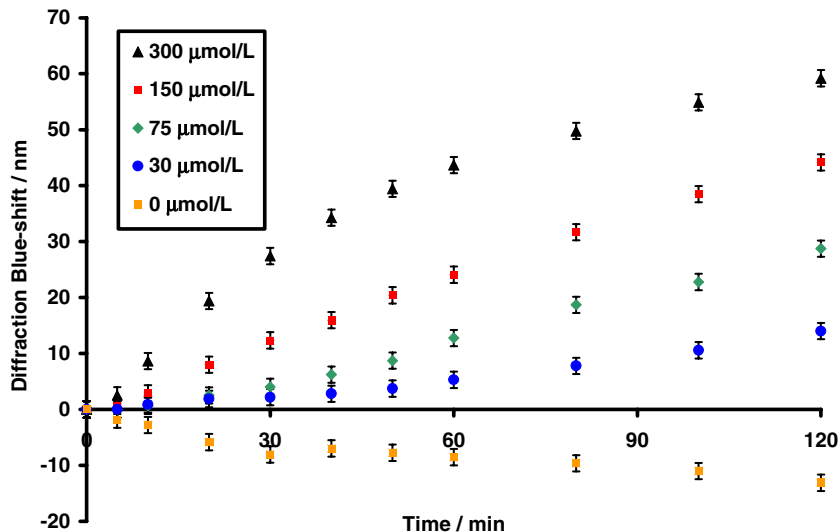 70
60
50
40
30
20
10
0
-10
-20
Diffraction Blue-shift / nm
300 μmol/L
150 μmol/L
75 μmol/L
30 μmol/L
0 μmol/L
0 30 60 90 120
Time / min